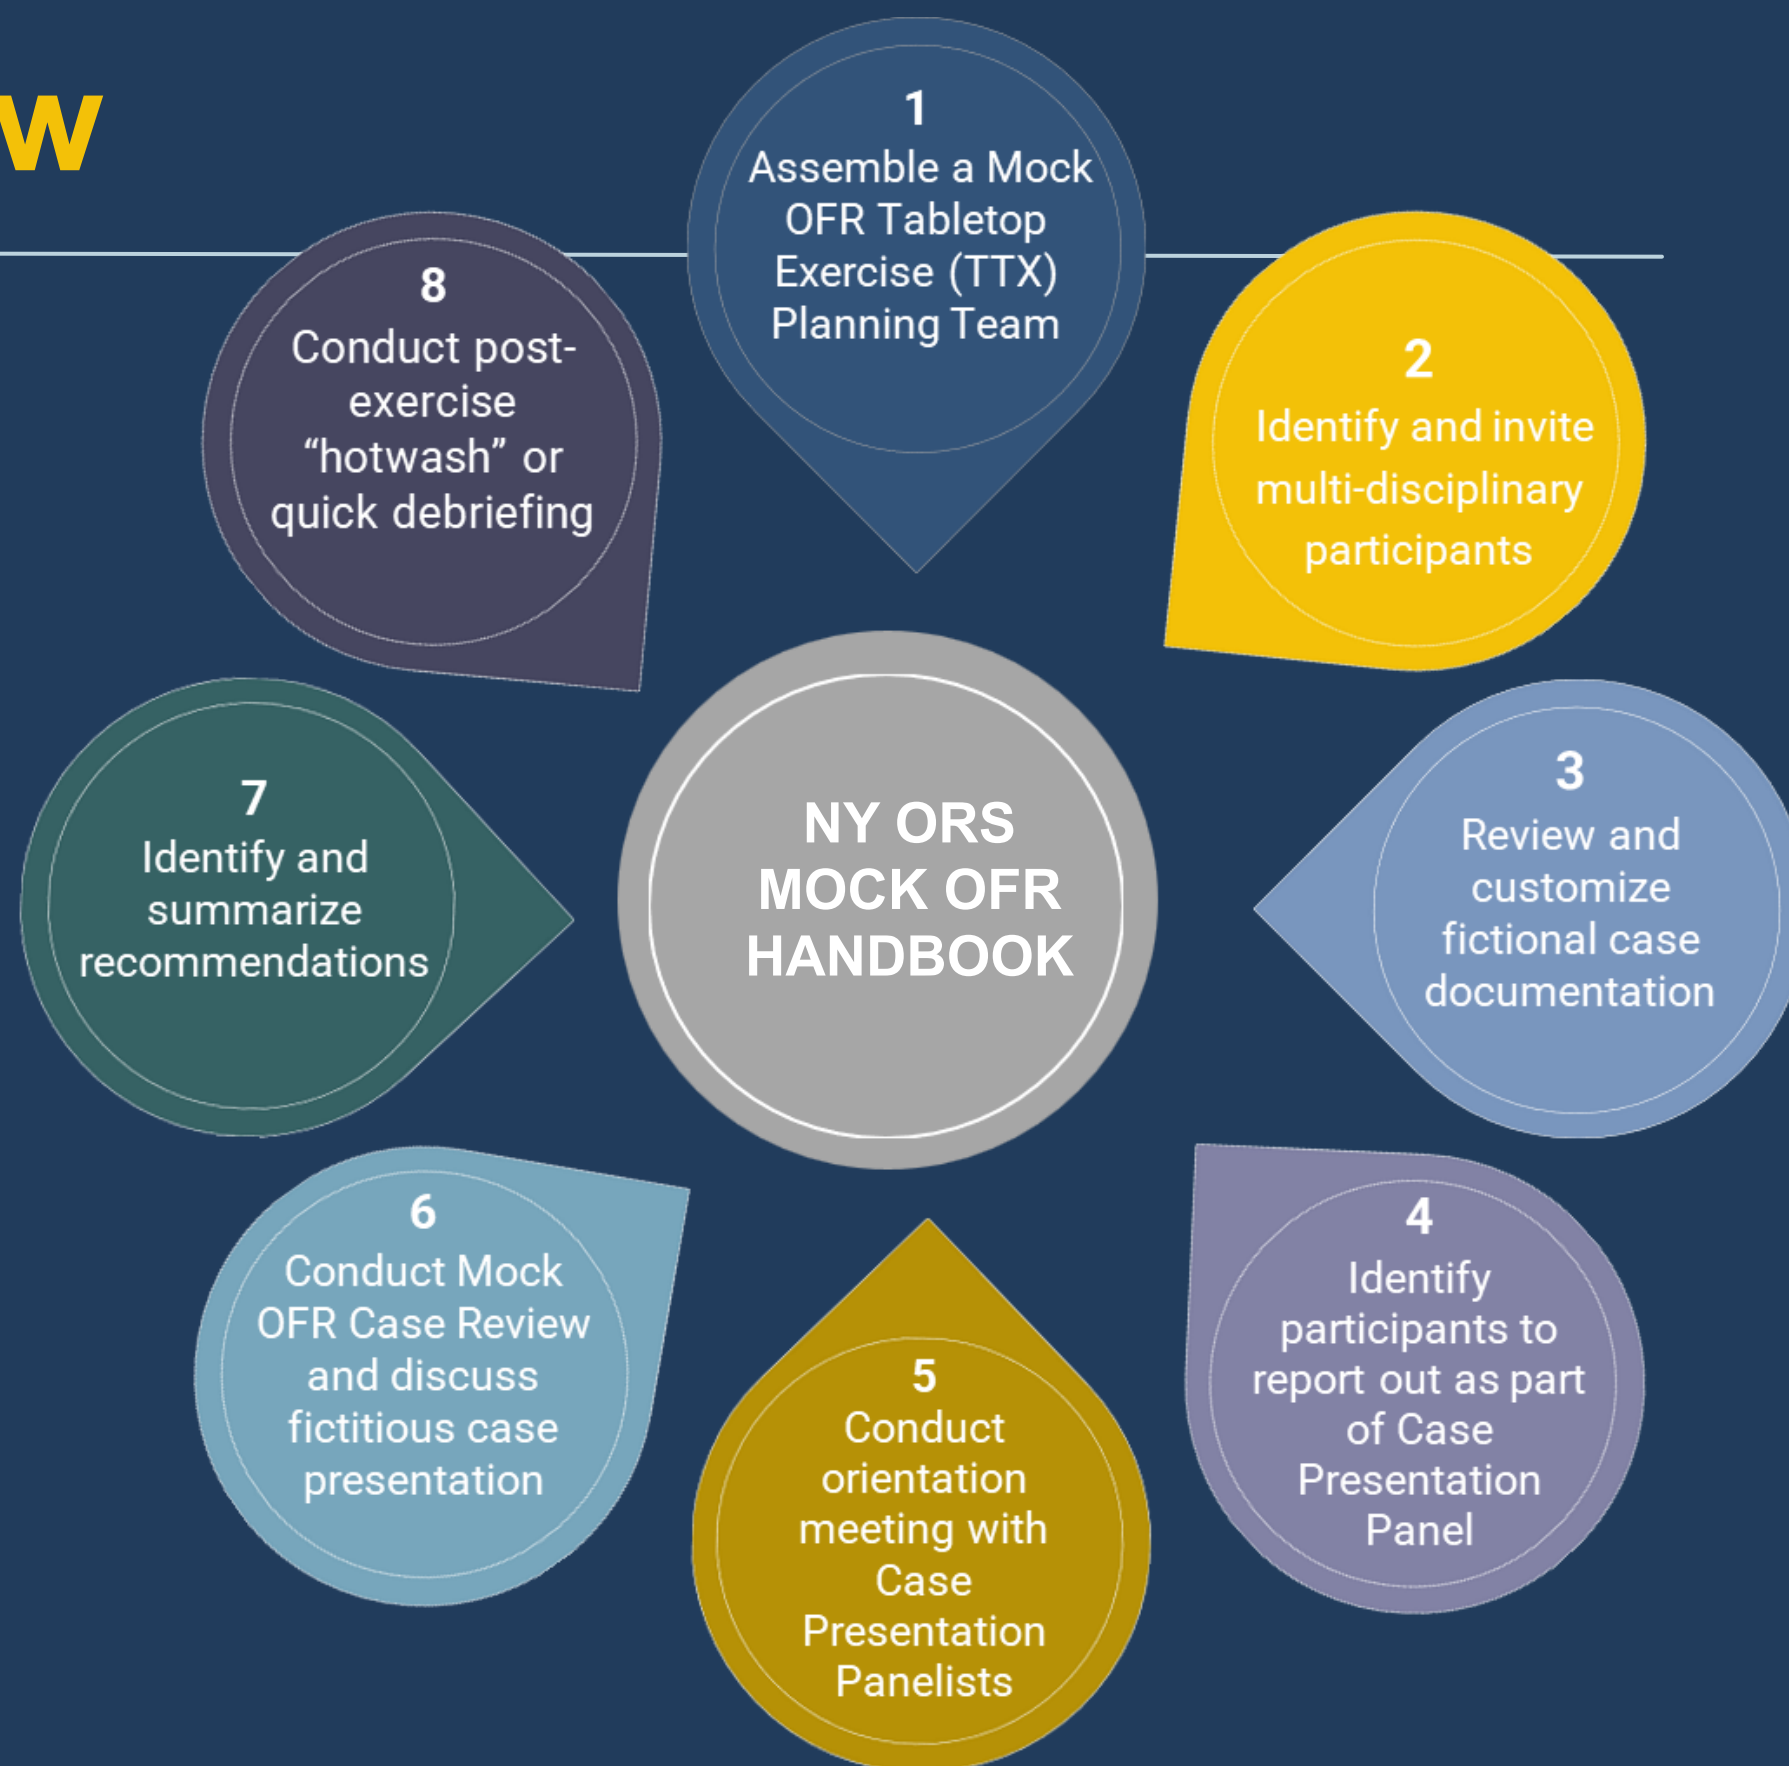 W
1
Assemble a Mock
OFR Tabletop
Exercise (TTX)
Planning Team
2
Identify and invite
multi-disciplinary
participants
3
Review and
customize
fictional case
documentation
4
Identify
participants to
report out as part
of Case
Presentation
Panel
5
Conduct
orientation
meeting with
Case
Presentation
Panelists
6
Conduct Mock
OFR Case Review
and discuss
fictitious case
presentation
7
Identify and
summarize
recommendations
8
Conduct post-
exercise
“hotwash” or
quick debriefing
NY ORS
MOCK OFR
HANDBOOK